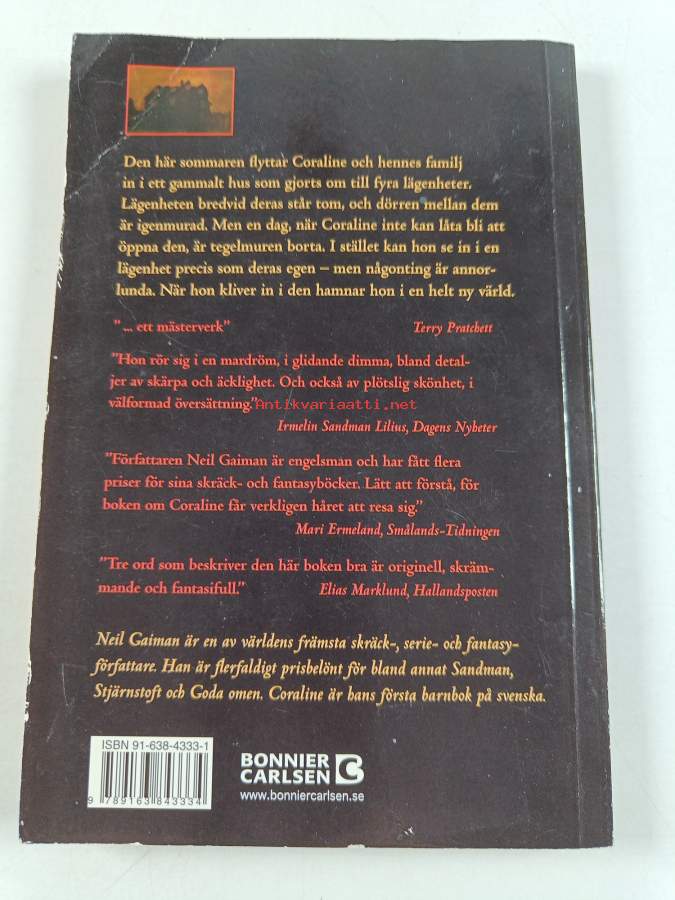 Den här sommaren flyttar Coraline och hennes familj
in i ett gammalt hus som gjorts om till fyra lägenheter.
Lägenheten bredvid deras står tom, och dörren mellan dem
är igenmurad. Men en dag, när Coraline inte kan låta bli att
öppna den, är tegelmuren borta. I stället kan hon se in i en
lägenhet precis som deras egen – men någonting är annor-
lunda. När hon kliver in i den hamnar hon i en helt ny värld.
"... ett mästerverk" Terry Pratchett
"Hon rör sig i en mardröm, i glidande dimma, bland detal-
jer av skärpa och äcklighet. Och också av plötslig skönhet, i
välformad översättning."
Antikvariaatti.net
Irmelin Sandman Lilius, Dagens Nyheter
"Författaren Neil Gaiman är engelsman och har fått flera
priser för sina skräck- och fantasyböcker. Lätt att förstå, för
boken om Coraline får verkligen håret att resa sig."
Mari Ermeland, Smålands-Tidningen
"Tre ord som beskriver den här boken bra är originell, skräm-
mande och fantasifull." Elias Marklund, Hallandsposten
Neil Gaiman är en av världens främsta skräck-, serie- och fantasy-
författare. Han är flerfaldigt prisbelönt för bland annat Sandman,
Stjärnstoft och Goda omen. Coraline är hans första barnbok på svenska.
ISBN 91-638-4333-1
9 789163 843334
BONNIER
CARLSEN
www.bonniercarlsen.se